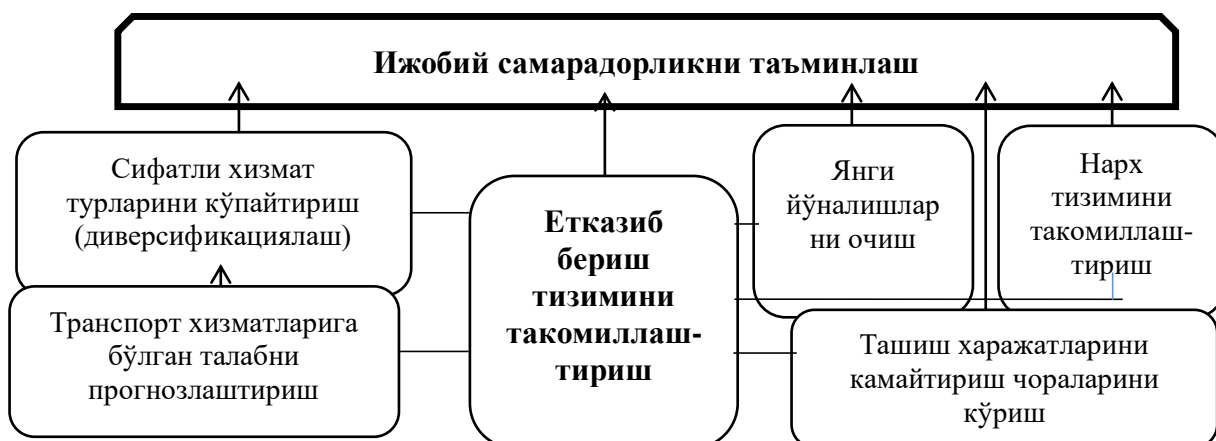 Ижобий самарадорликни таъминлаш
Сифатли хизмат
турларини кўпайтириш
(диверсификациялаш)
Транспорт хизматларига
бўлган талабни
прогнозлаштириш
Етказиб
бериш
тизимини
такомиллаш-
тириш
Янги
йўналишлар
ни очиш
Нарх
тизимини
такомиллаш-
тириш
Ташиш харажатларини
камайтириш чораларини
кўриш